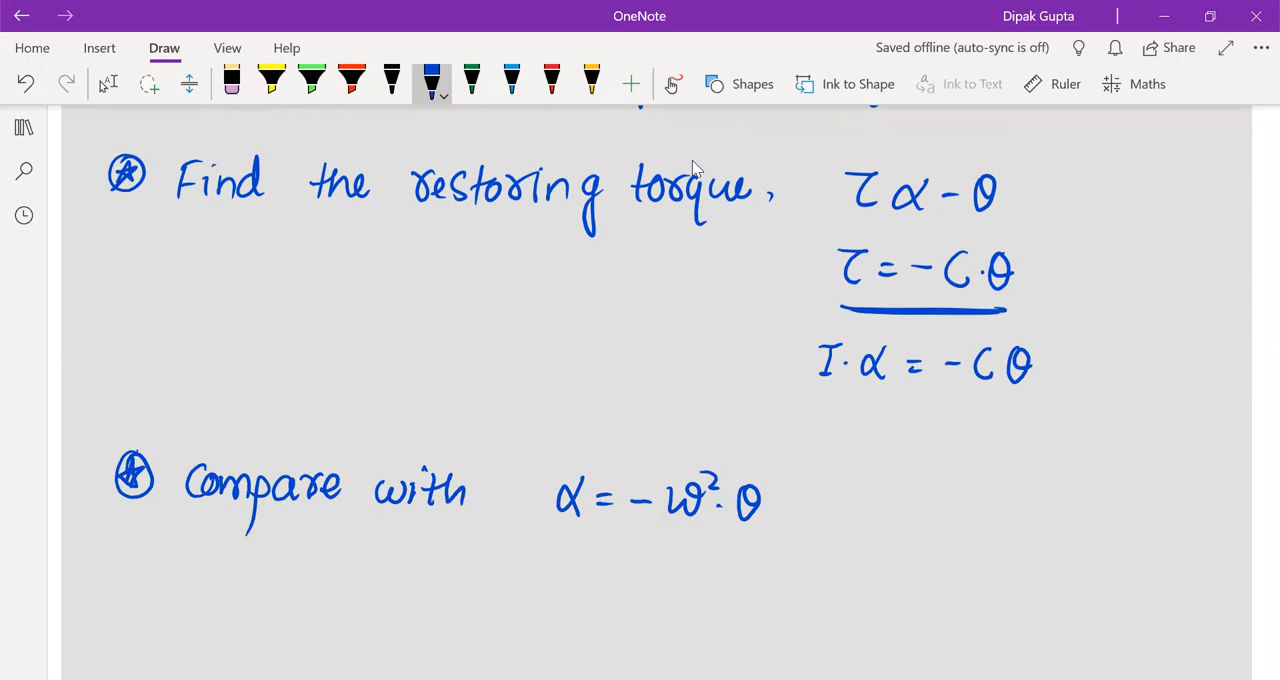 OneNote
Dipak Gupta
Home Insert Draw View Help
Saved offline (auto-sync is off)
Share
Shapes
Ink to Shape
Ink to Text
Ruler
Maths
Find the restoring torque, τ α - θ
τ = - C.θ
I. α = - C θ
Compare with α = - ω². θ